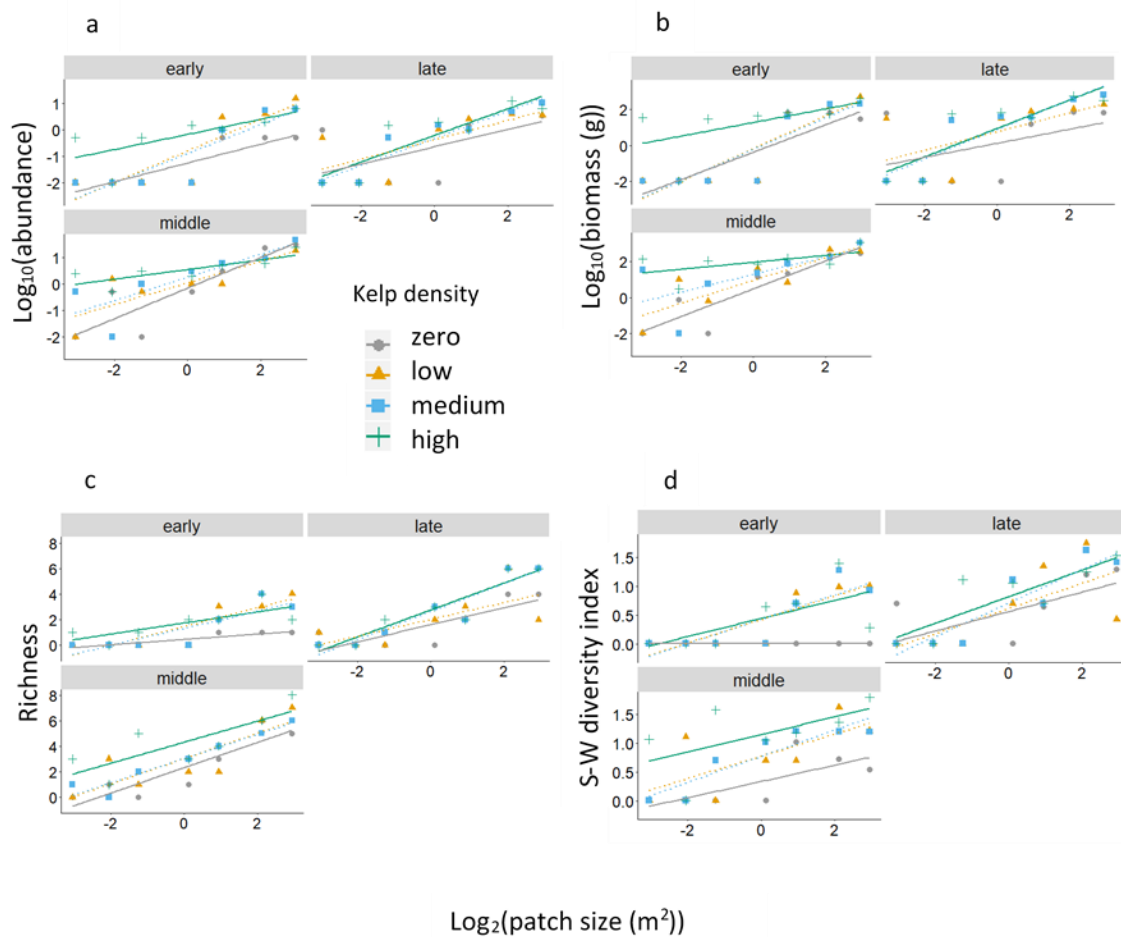 a
early
late
1
0
-1
-2
middle
-2
0
2
1
0
-1
-2
-2
0
2
Log10(abundance)
b
early
late
2
0
-2
middle
-2
0
2
2
0
-2
-2
0
2
Log10(biomass (g))
Kelp density
zero
low
medium
high
c
early
late
8
6
4
2
0
middle
-2
0
2
8
6
4
2
0
-2
0
2
Richness
d
early
late
1.5
1.0
0.5
0.0
middle
-2
0
2
1.5
1.0
0.5
0.0
-2
0
2
S-W diversity index
Log2(patch size (m²))